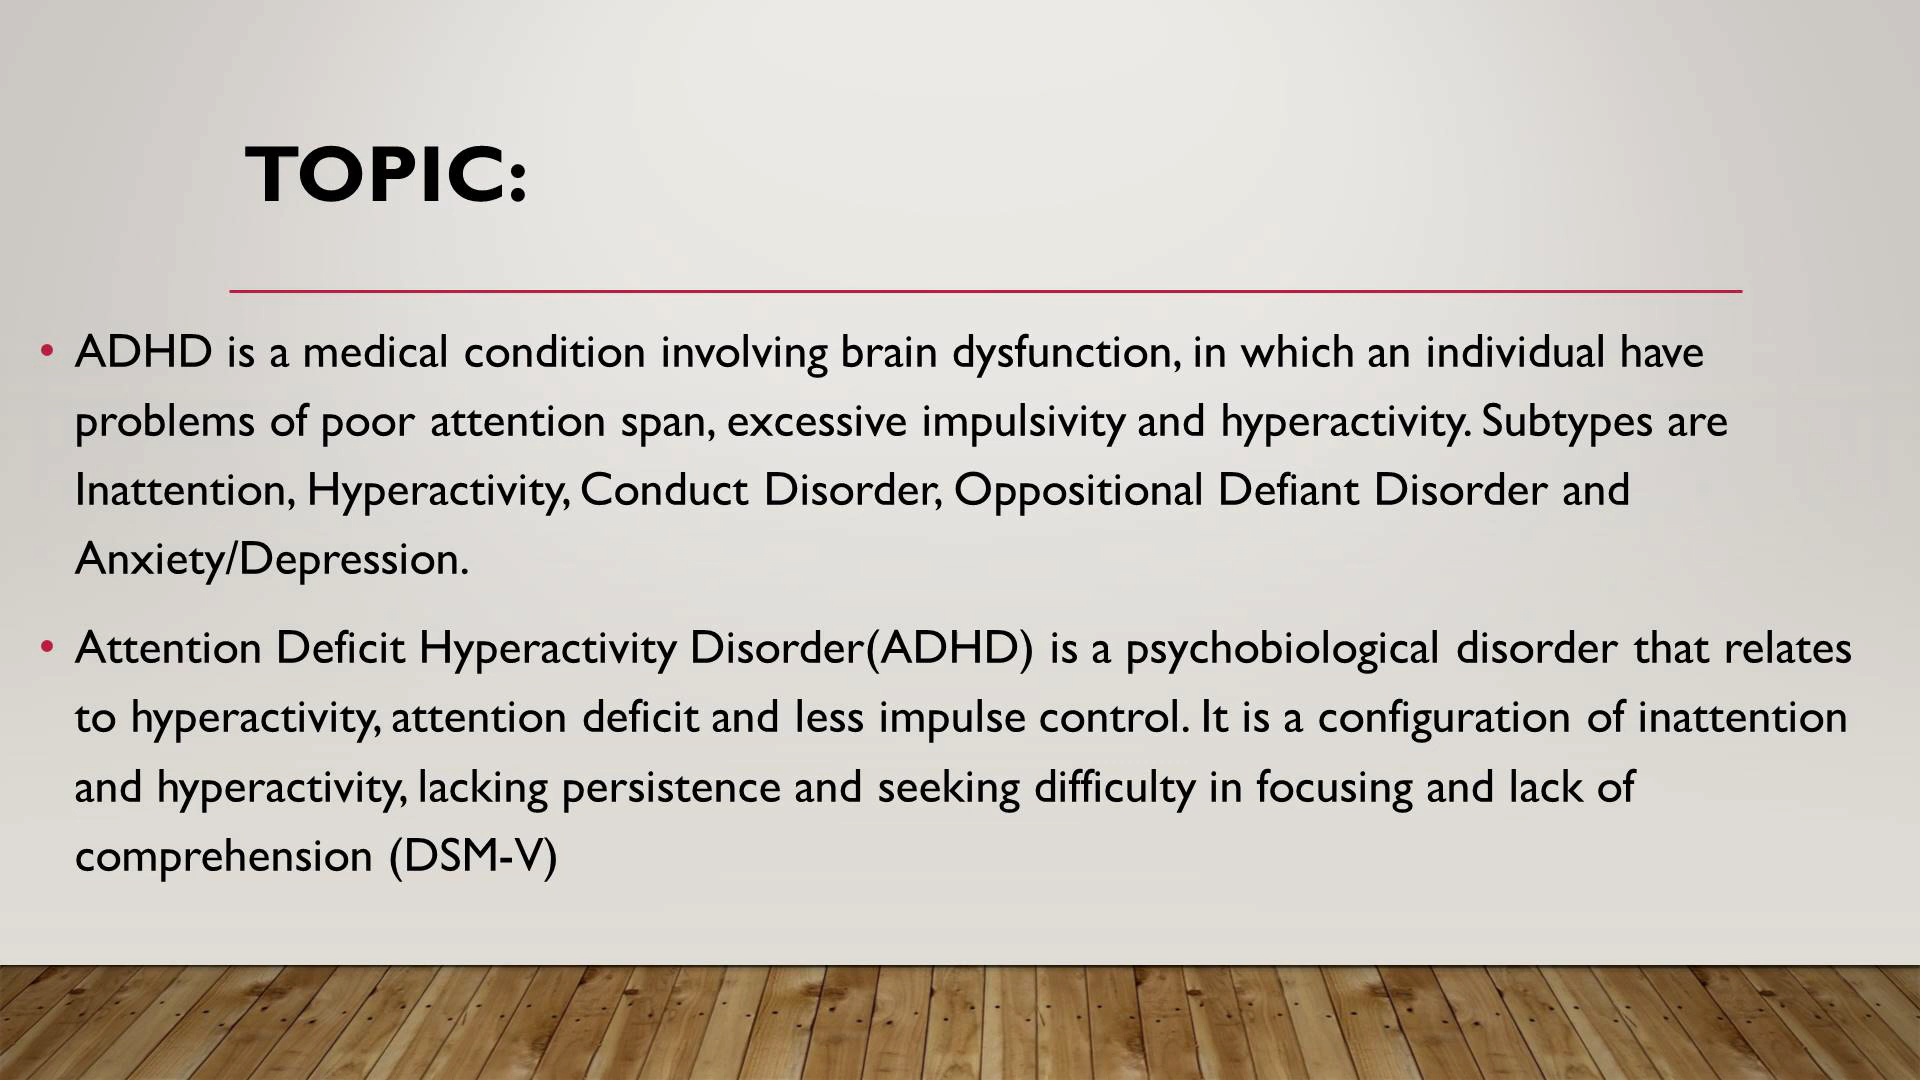 TOPIC:
• ADHD is a medical condition involving brain dysfunction, in which an individual have
problems of poor attention span, excessive impulsivity and hyperactivity. Subtypes are
Inattention, Hyperactivity, Conduct Disorder, Oppositional Defiant Disorder and
Anxiety/Depression.
• Attention Deficit Hyperactivity Disorder(ADHD) is a psychobiological disorder that relates
to hyperactivity, attention deficit and less impulse control. It is a configuration of inattention
and hyperactivity, lacking persistence and seeking difficulty in focusing and lack of
comprehension (DSM-V)